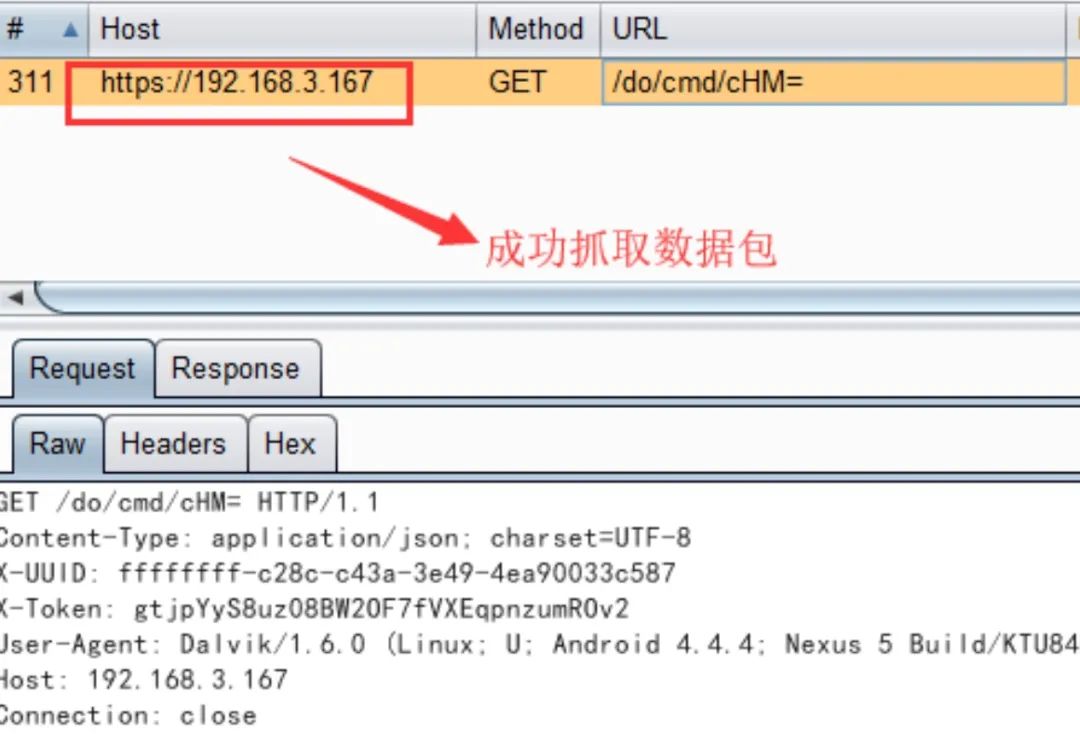 # Host Method URL
311 https://192.168.3.167 GET /do/cmd/cHM=
成功抓取数据包
Request Response
Raw Headers Hex
GET /do/cmd/cHM= HTTP/1.1
Content-Type: application/json; charset=UTF-8
X-UUID: ffffffff-c28c-c43a-3e49-4ea90033c587
X-Token: gtjpYyS8uz08BW2OF7fVXEqpnzumROv2
User-Agent: Dalvik/1.6.0 (Linux; U; Android 4.4.4; Nexus 5 Build/KTU84
Host: 192.168.3.167
Connection: close